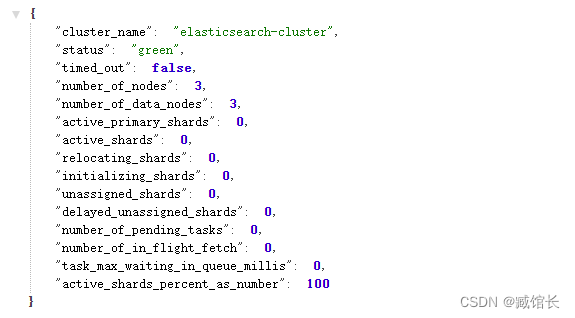 {
"cluster_name": "elasticsearch-cluster",
"status": "green",
"timed_out": false,
"number_of_nodes": 3,
"number_of_data_nodes": 3,
"active_primary_shards": 0,
"active_shards": 0,
"relocating_shards": 0,
"initializing_shards": 0,
"unassigned_shards": 0,
"delayed_unassigned_shards": 0,
"number_of_pending_tasks": 0,
"number_of_in_flight_fetch": 0,
"task_max_waiting_in_queue_millis": 0,
"active_shards_percent_as_number": 100
}
CSDN @臧馆长